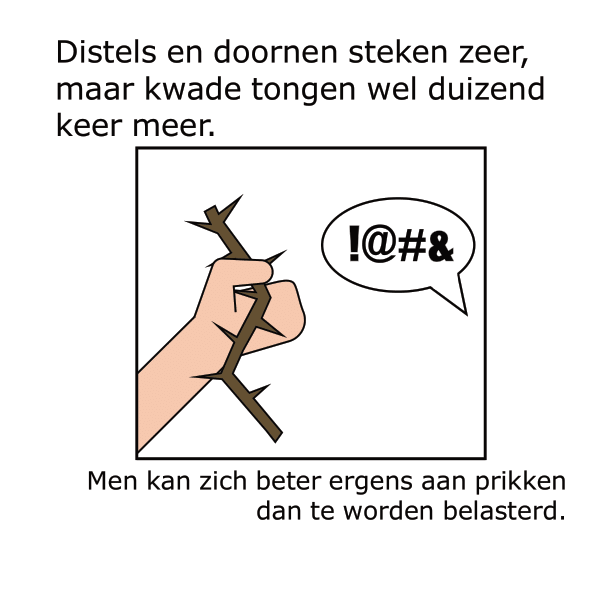 Distels en doornen steken zeer,
maar kwade tongen wel duizend
keer meer.
!@#&
Men kan zich beter ergens aan prikken
dan te worden belasterd.